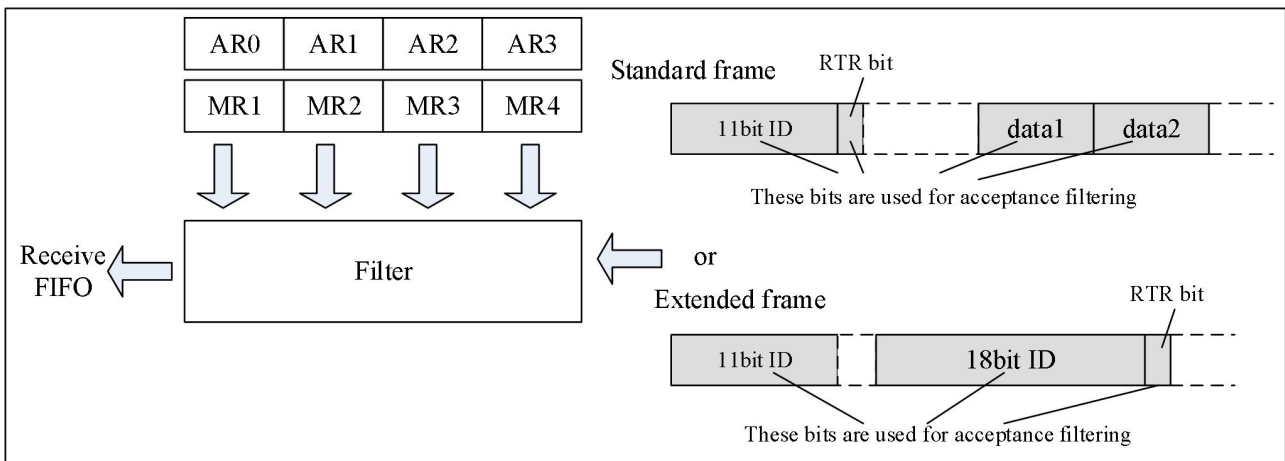 AR0 AR1 AR2 AR3
MR1 MR2 MR3 MR4
Filter
Receive
FIFO
Standard frame
RTR bit
11bit ID data1 data2
These bits are used for acceptance filtering
or
Extended frame
RTR bit
11bit ID 18bit ID
These bits are used for acceptance filtering